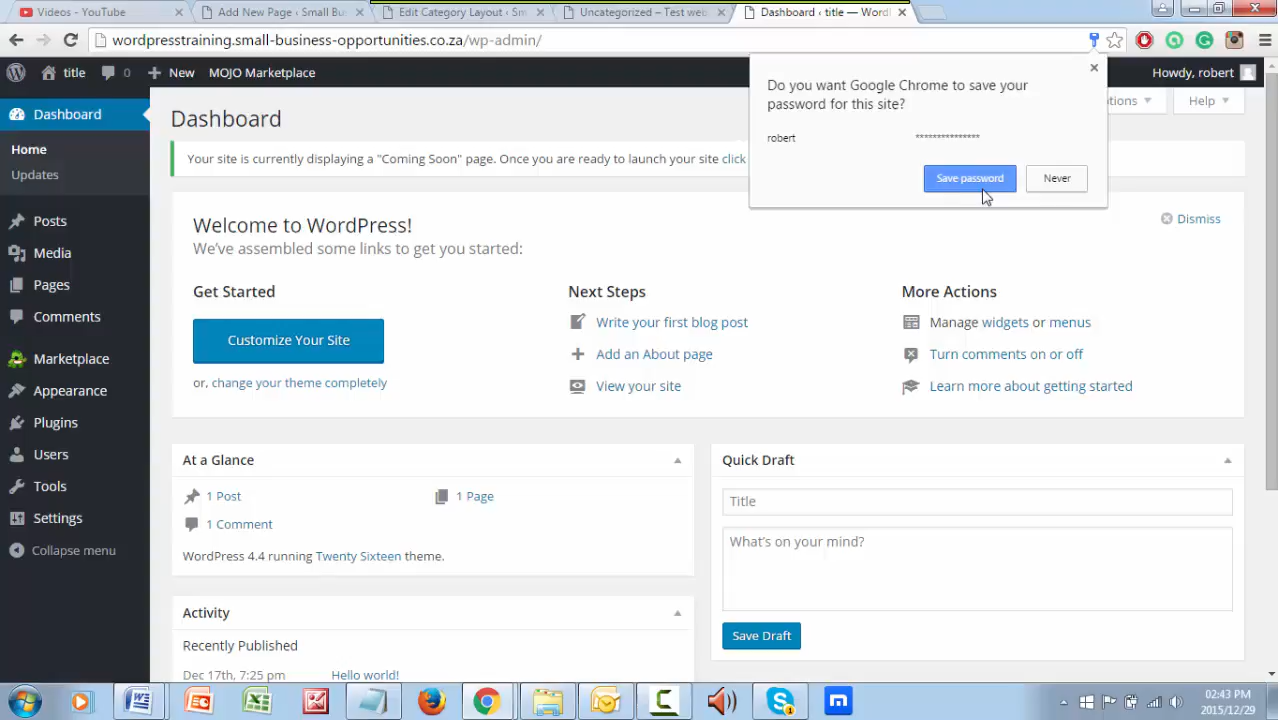 Videos - YouTube
Add New Page ‹ Small Bus
Edit Category Layout ‹ Sm
Uncategorized – Test web
Dashboard ‹ title — Word
wordpresstraining.small-business-opportunities.co.za/wp-admin/
title 0 New MOJO Marketplace
Howdy, robert
Do you want Google Chrome to save your
password for this site?
robert ***************
Save password Never
Help
Dashboard
Home
Updates
Posts
Media
Pages
Comments
Marketplace
Appearance
Plugins
Users
Tools
Settings
Collapse menu
Dashboard
Your site is currently displaying a "Coming Soon" page. Once you are ready to launch your site click
Dismiss
Welcome to WordPress!
We've assembled some links to get you started:
Get Started
Customize Your Site
or, change your theme completely
Next Steps
Write your first blog post
Add an About page
View your site
More Actions
Manage widgets or menus
Turn comments on or off
Learn more about getting started
At a Glance
1 Post 1 Page
1 Comment
WordPress 4.4 running Twenty Sixteen theme.
Activity
Recently Published
Dec 17th, 7:25 pm Hello world!
Quick Draft
Title
What's on your mind?
Save Draft
02:43 PM
2015/12/29